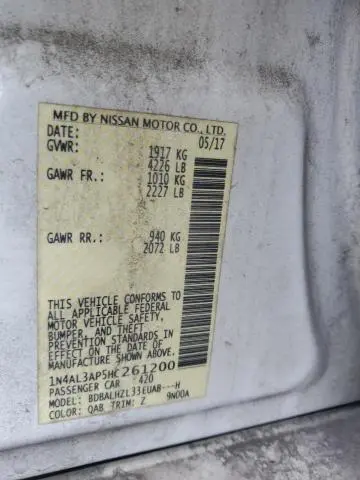 MFD BY NISSAN MOTOR CO., LTD.
DATE: 05/17
GVWR: 1917 KG
4226 LB
GAWR FR.: 1010 KG
2227 LB
GAWR RR.: 940 KG
2072 LB
THIS VEHICLE CONFORMS TO
ALL APPLICABLE FEDERAL
MOTOR VEHICLE SAFETY,
BUMPER, AND THEFT
PREVENTION STANDARDS IN
EFFECT ON THE DATE OF
MANUFACTURE SHOWN ABOVE.
1N4AL3AP5HC261200
PASSENGER CAR 420
MODEL: BDBALHZL33EUAB---H
COLOR: QAB TRIM: Z 9N00A